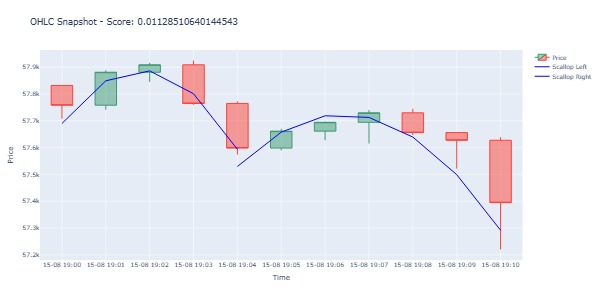 OHLC Snapshot - Score: 0.01128510640144543
Price
Scallop Left
Scallop Right
57.9k
57.8k
57.7k
57.6k
57.5k
57.4k
57.3k
57.2k
Price
15-08 19:00 15-08 19:01 15-08 19:02 15-08 19:03 15-08 19:04 15-08 19:05 15-08 19:06 15-08 19:07 15-08 19:08 15-08 19:09 15-08 19:10
Time